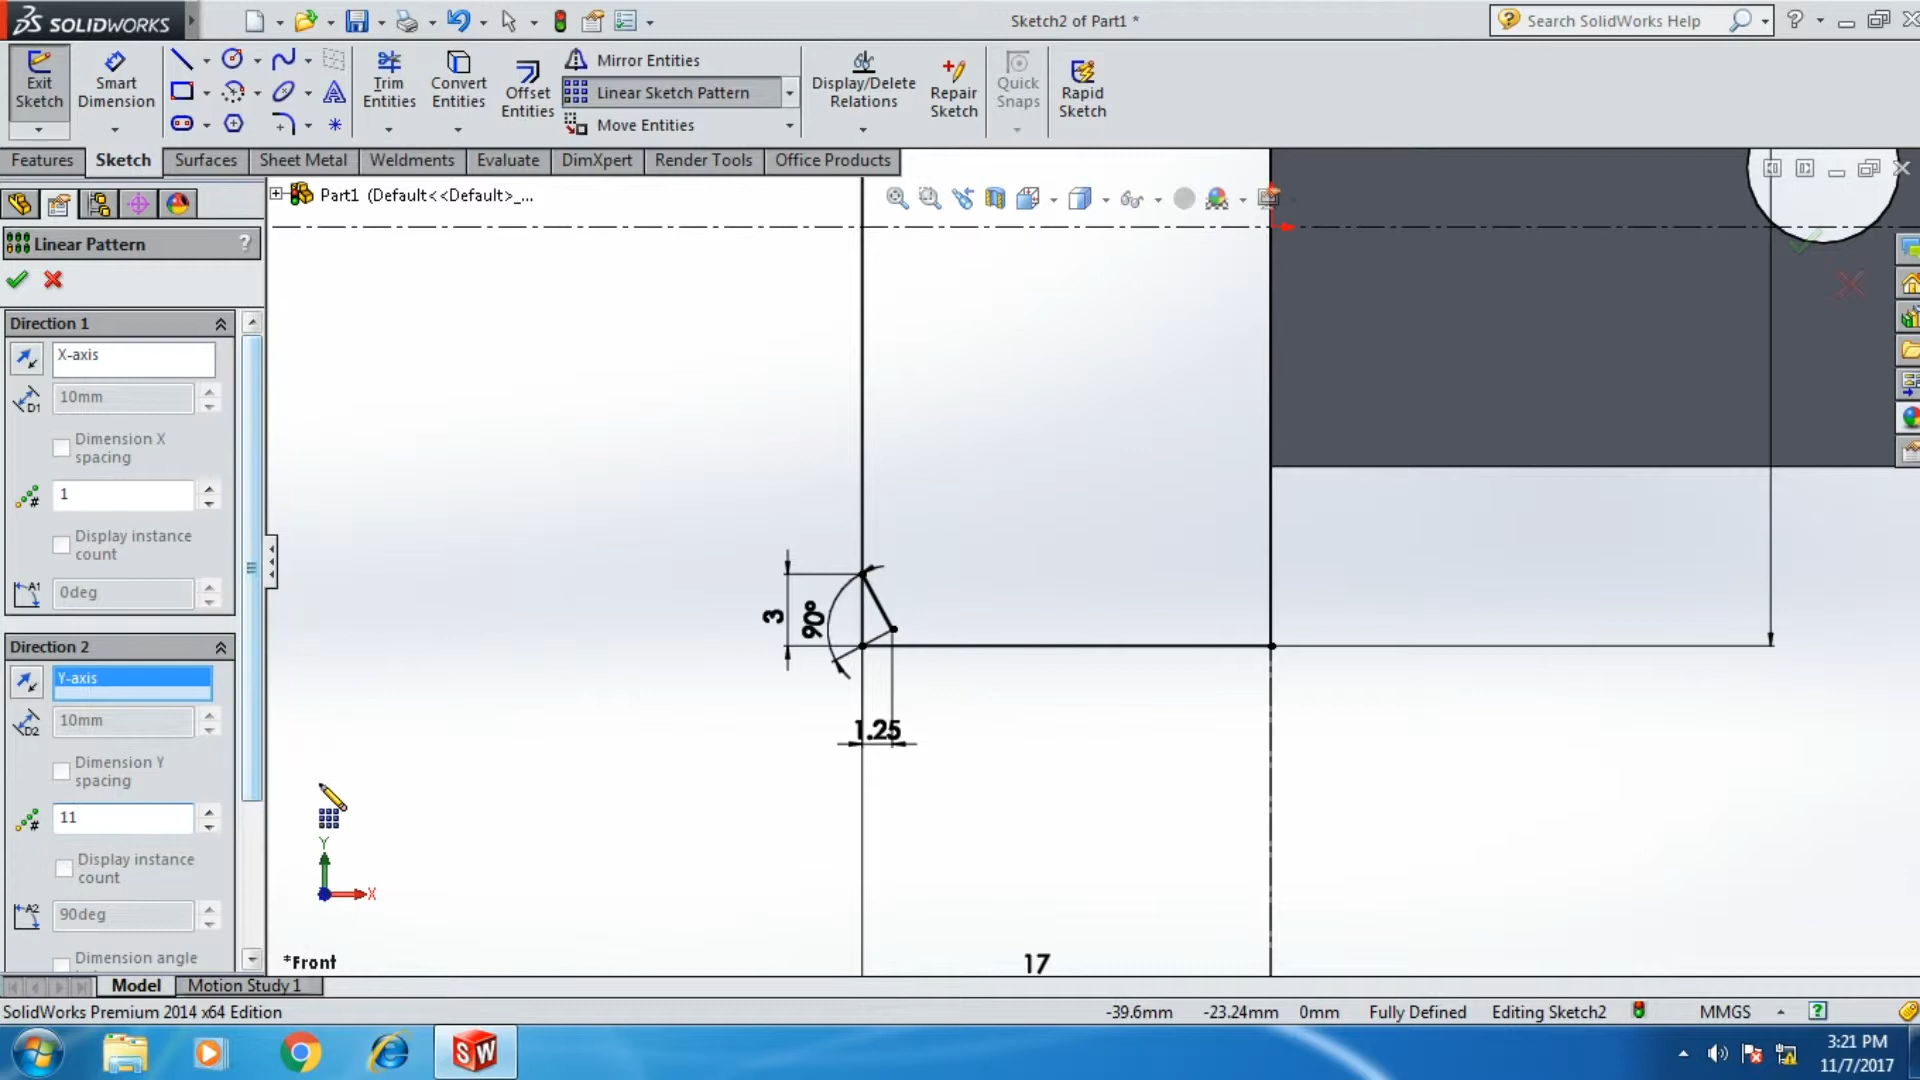 SOLIDWORKS
Sketch2 of Part1 *
Search SolidWorks Help
Exit Sketch
Smart Dimension
Trim Entities
Convert Entities
Offset Entities
Mirror Entities
Linear Sketch Pattern
Move Entities
Display/Delete Relations
Repair Sketch
Quick Snaps
Rapid Sketch
Features
Sketch
Surfaces
Sheet Metal
Weldments
Evaluate
DimXpert
Render Tools
Office Products
Part1 (Default<<Default>_...
Linear Pattern
?
Direction 1
X-axis
D1
10mm
Dimension X
spacing
#
1
Display instance
count
A1
0deg
Direction 2
Y-axis
D2
10mm
Dimension Y
spacing
#
11
Display instance
count
A2
90deg
Dimension angle
3
90°
1.25
17
Y
X
*Front
Model
Motion Study 1
SolidWorks Premium 2014 x64 Edition
-39.6mm
-23.24mm
0mm
Fully Defined
Editing Sketch2
MMGS
SW
3:21 PM
11/7/2017